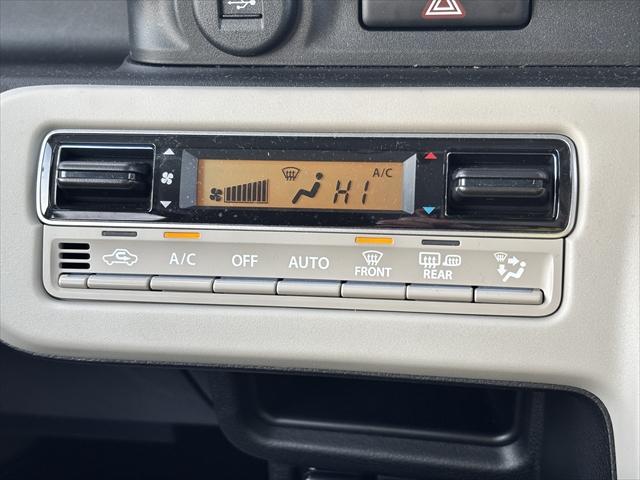 A/C
HI
A/C OFF AUTO FRONT REAR